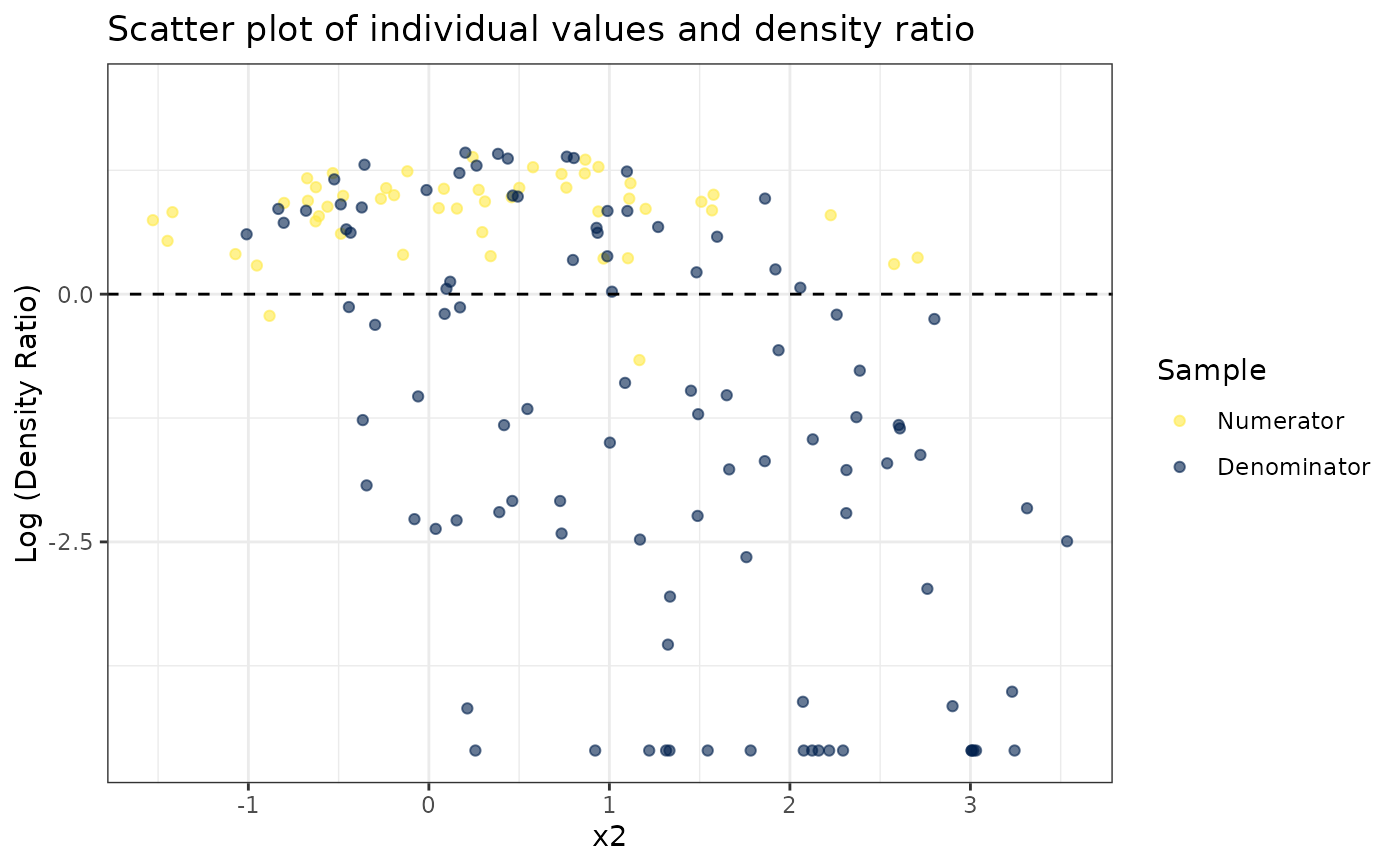 Scatter plot of individual values and density ratio
Log (Density Ratio)
0.0
-2.5
-1
0
1
2
3
x2
Sample
Numerator
Denominator